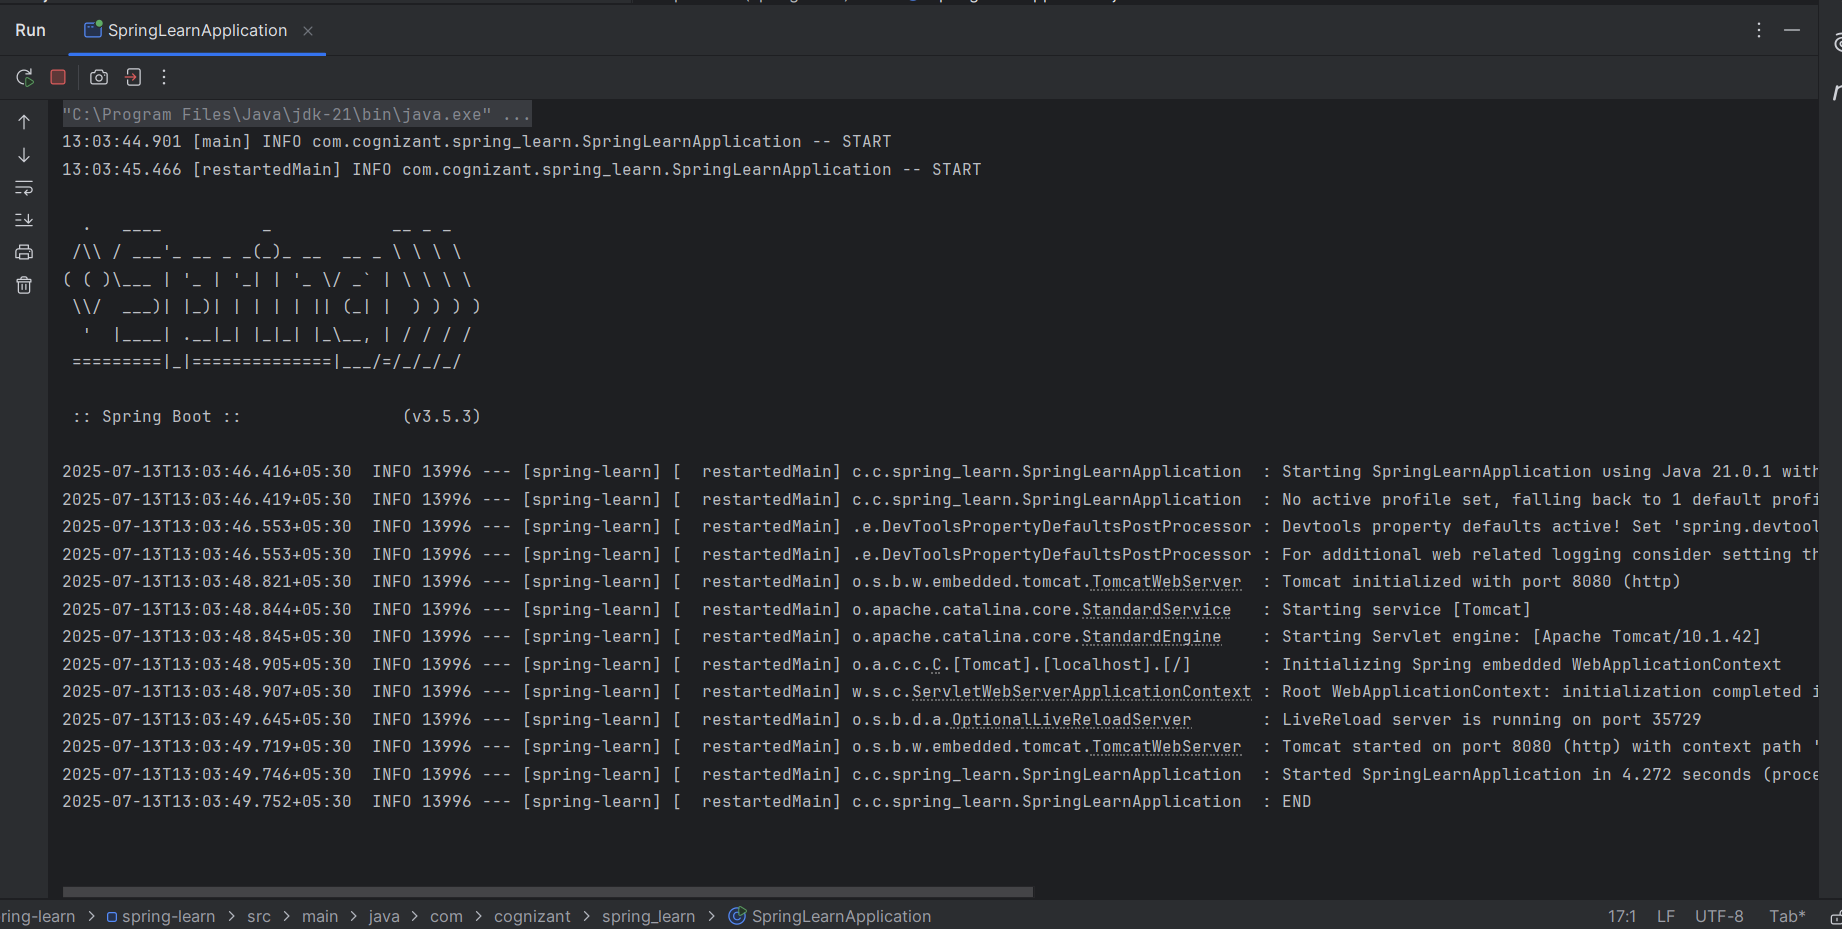 Run SpringLearnApplication
"C:\Program Files\Java\jdk-21\bin\java.exe" ...
13:03:44.901 [main] INFO com.cognizant.spring_learn.SpringLearnApplication -- START
13:03:45.466 [restartedMain] INFO com.cognizant.spring_learn.SpringLearnApplication -- START
  .   ____          _            __ _ _
 /\\ / ___'_ __ _ _(_)_ __  __ _ \ \ \ \
( ( )\___ | '_ | '_| | '_ \/ _` | \ \ \ \
 \\/  ___)| |_)| | | | | || (_| |  ) ) ) )
  '  |____| .__|_| |_|_| |_\__, | / / / /
 =========|_|==============|___/=/_/_/_/
 :: Spring Boot ::                (v3.5.3)
2025-07-13T13:03:46.416+05:30  INFO 13996 --- [spring-learn] [  restartedMain] c.c.spring_learn.SpringLearnApplication  : Starting SpringLearnApplication using Java 21.0.1 with
2025-07-13T13:03:46.419+05:30  INFO 13996 --- [spring-learn] [  restartedMain] c.c.spring_learn.SpringLearnApplication  : No active profile set, falling back to 1 default profi
2025-07-13T13:03:46.553+05:30  INFO 13996 --- [spring-learn] [  restartedMain] .e.DevToolsPropertyDefaultsPostProcessor : Devtools property defaults active! Set 'spring.devtool
2025-07-13T13:03:46.553+05:30  INFO 13996 --- [spring-learn] [  restartedMain] .e.DevToolsPropertyDefaultsPostProcessor : For additional web related logging consider setting th
2025-07-13T13:03:48.821+05:30  INFO 13996 --- [spring-learn] [  restartedMain] o.s.b.w.embedded.tomcat.TomcatWebServer  : Tomcat initialized with port 8080 (http)
2025-07-13T13:03:48.844+05:30  INFO 13996 --- [spring-learn] [  restartedMain] o.apache.catalina.core.StandardService   : Starting service [Tomcat]
2025-07-13T13:03:48.845+05:30  INFO 13996 --- [spring-learn] [  restartedMain] o.apache.catalina.core.StandardEngine    : Starting Servlet engine: [Apache Tomcat/10.1.42]
2025-07-13T13:03:48.905+05:30  INFO 13996 --- [spring-learn] [  restartedMain] o.a.c.c.C.[Tomcat].[localhost].[/]       : Initializing Spring embedded WebApplicationContext
2025-07-13T13:03:48.907+05:30  INFO 13996 --- [spring-learn] [  restartedMain] w.s.c.ServletWebServerApplicationContext : Root WebApplicationContext: initialization completed i
2025-07-13T13:03:49.645+05:30  INFO 13996 --- [spring-learn] [  restartedMain] o.s.b.d.a.OptionalLiveReloadServer       : LiveReload server is running on port 35729
2025-07-13T13:03:49.719+05:30  INFO 13996 --- [spring-learn] [  restartedMain] o.s.b.w.embedded.tomcat.TomcatWebServer  : Tomcat started on port 8080 (http) with context path '
2025-07-13T13:03:49.746+05:30  INFO 13996 --- [spring-learn] [  restartedMain] c.c.spring_learn.SpringLearnApplication  : Started SpringLearnApplication in 4.272 seconds (proce
2025-07-13T13:03:49.752+05:30  INFO 13996 --- [spring-learn] [  restartedMain] c.c.spring_learn.SpringLearnApplication  : END
ring-learn > spring-learn > src > main > java > com > cognizant > spring_learn > SpringLearnApplication 17:1 LF UTF-8 Tab*